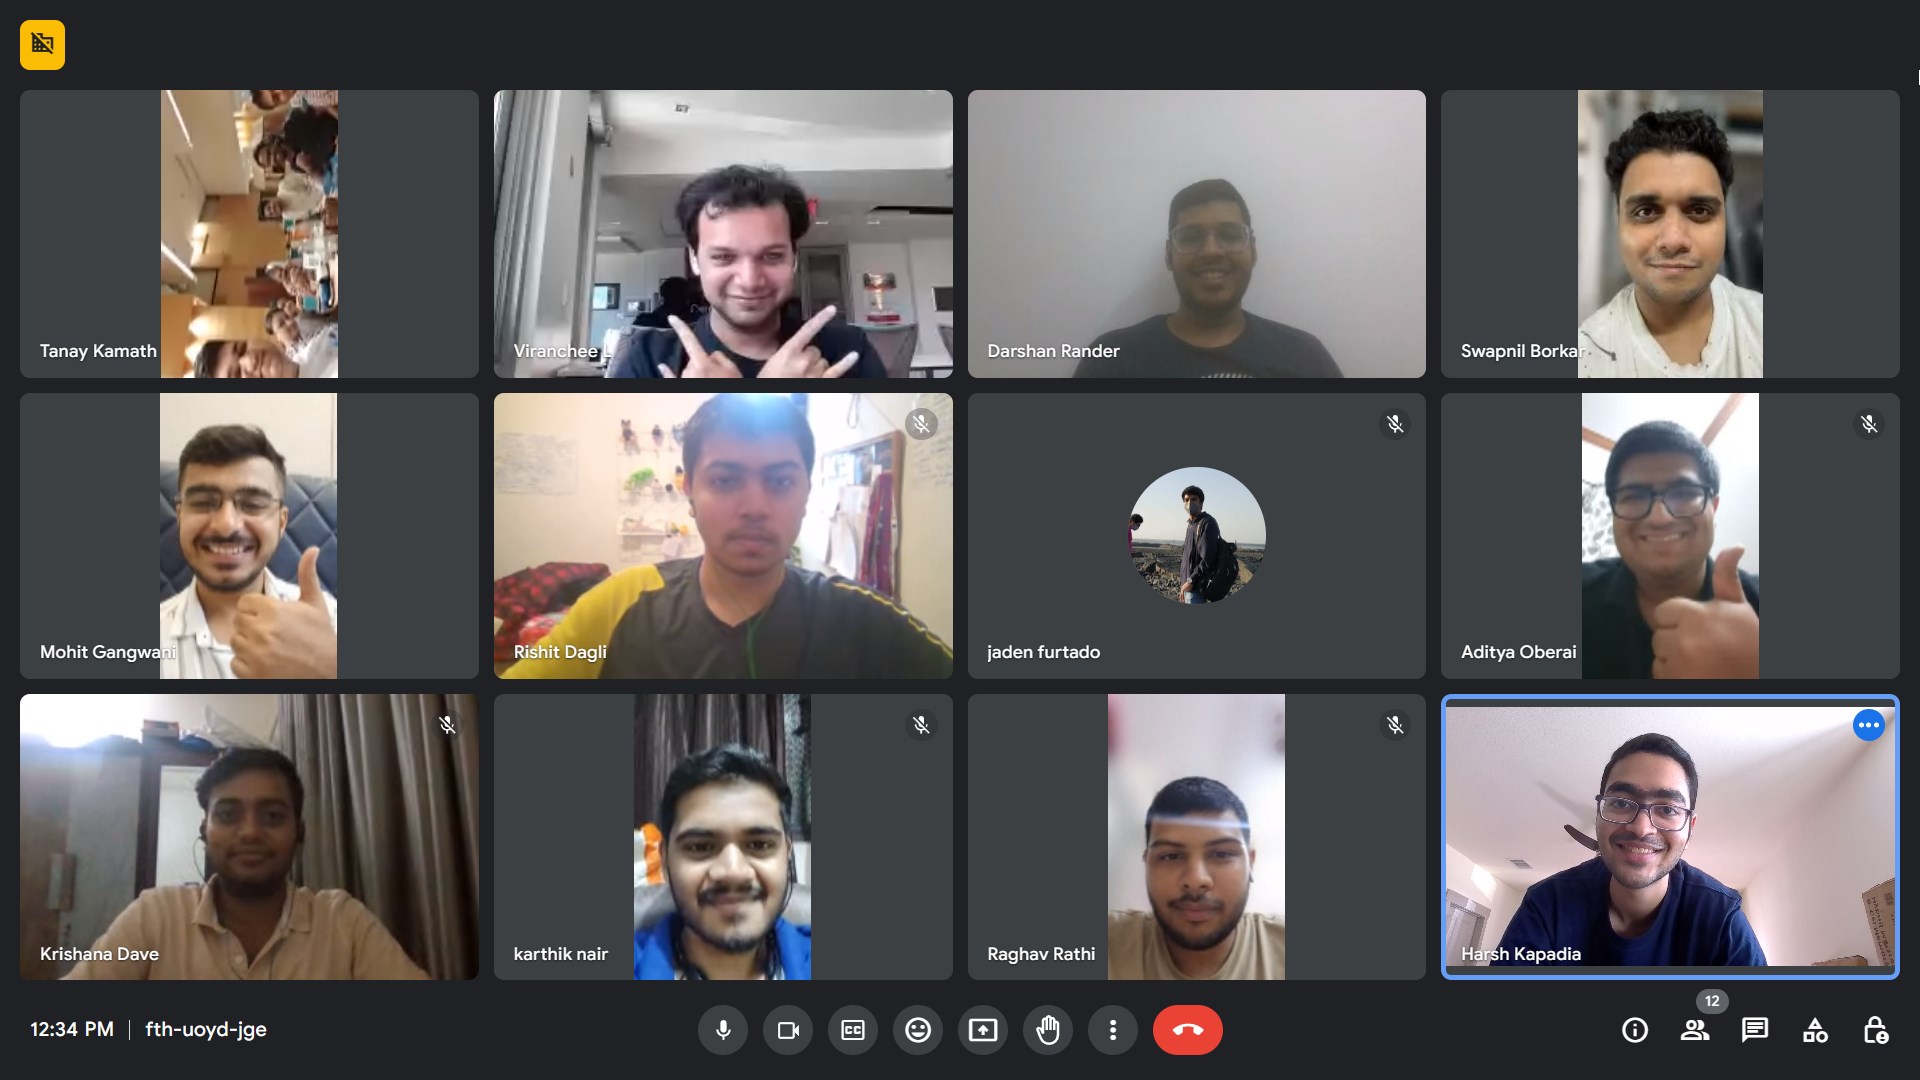 Tanay Kamath
Viranchee L
Darshan Rander
Swapnil Borkar
Mohit Gangwani
Rishit Dagli
jaden furtado
Aditya Oberai
Krishana Dave
karthik nair
Raghav Rathi
Harsh Kapadia
12
12:34 PM | fth-uoyd-jge
CC